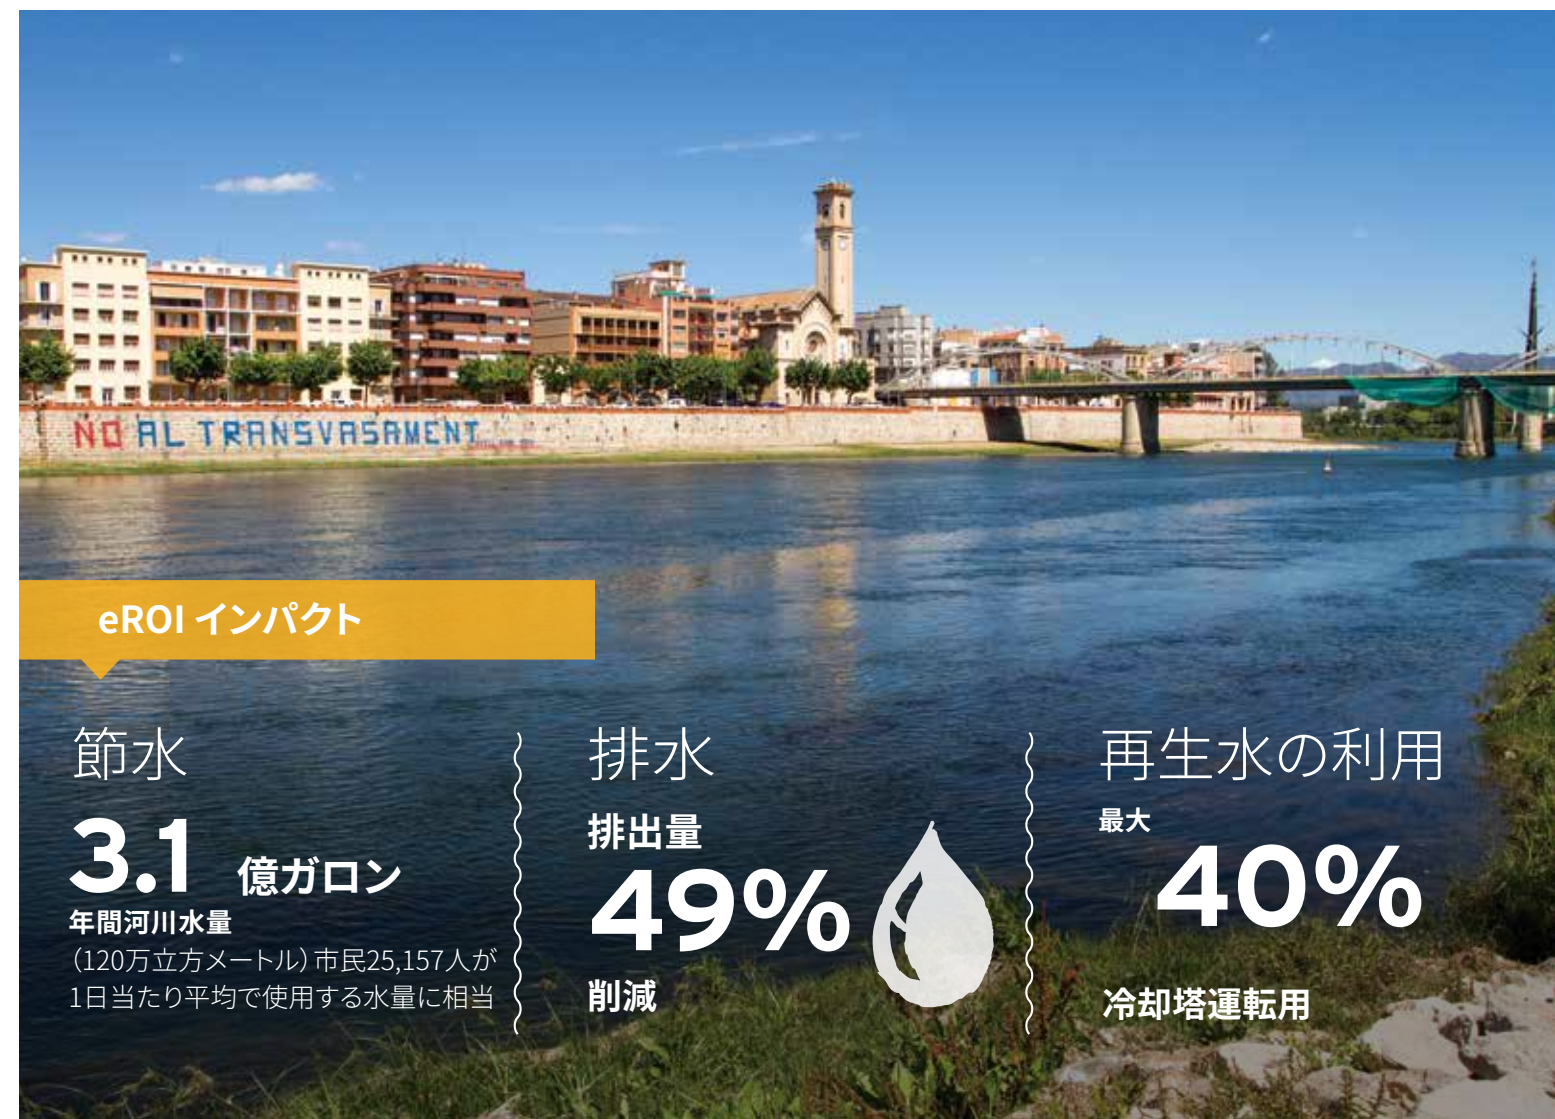 NO AL TRANSVASAMENT
eROI インパクト
節水
3.1 億ガロン
年間河川水量
（120万立方メートル）市民25,157人が
1日当たり平均で使用する水量に相当
排水
排出量
49%
削減
再生水の利用
最大
40%
冷却塔運転用